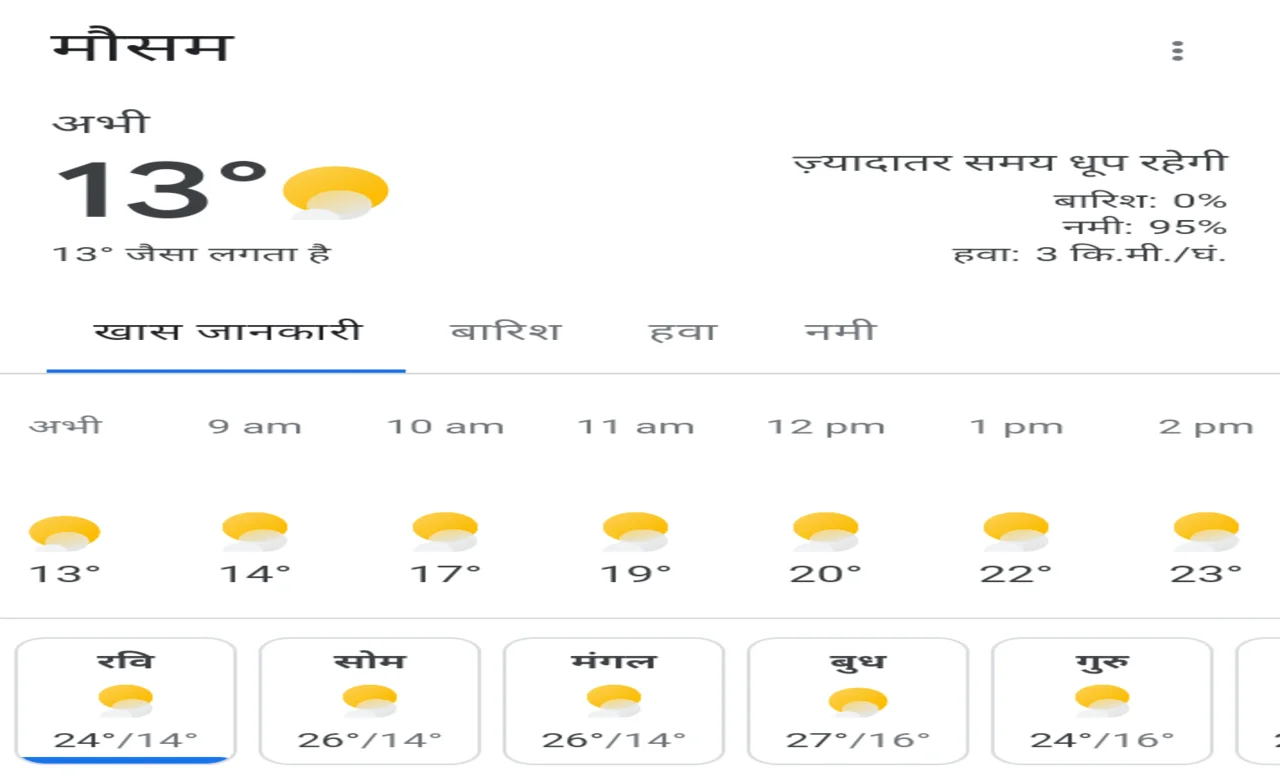 मौसम
अभी
13°
13° जैसा लगता है
ज़्यादातर समय धूप रहेगी
बारिश: 0%
नमी: 95%
हवा: 3 कि.मी./घं.
खास जानकारी बारिश हवा नमी
अभी 9 am 10 am 11 am 12 pm 1 pm 2 pm
13° 14° 17° 19° 20° 22° 23°
रवि सोम मंगल बुध गुरु
24°/14° 26°/14° 26°/14° 27°/16° 24°/16°